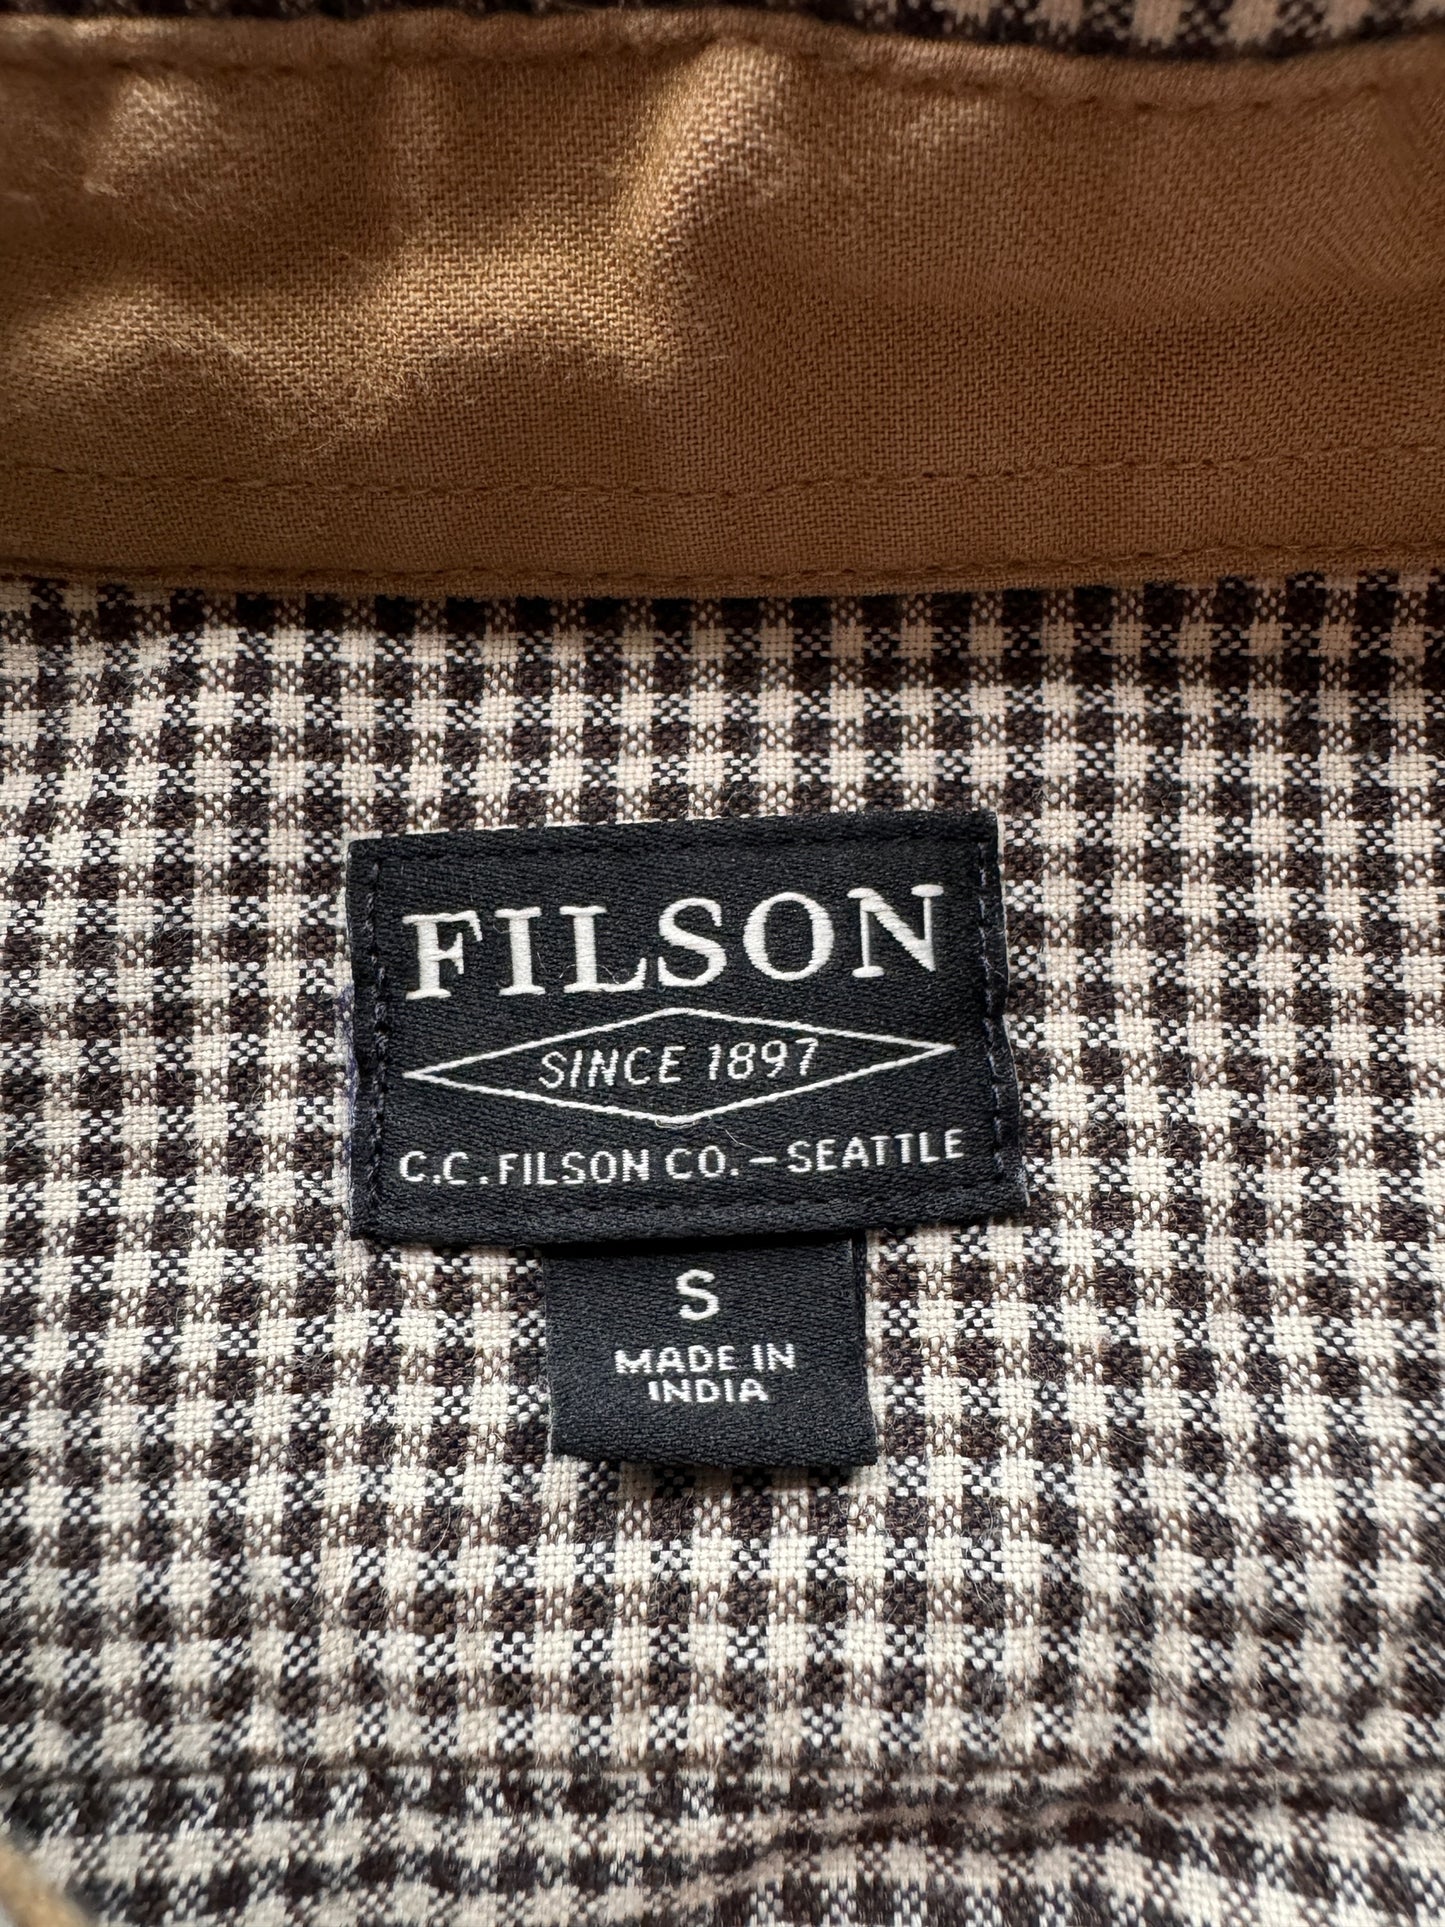 FILSON
SINCE 1897
C.C. FILSON CO. – SEATTLE
S
MADE IN
INDIA